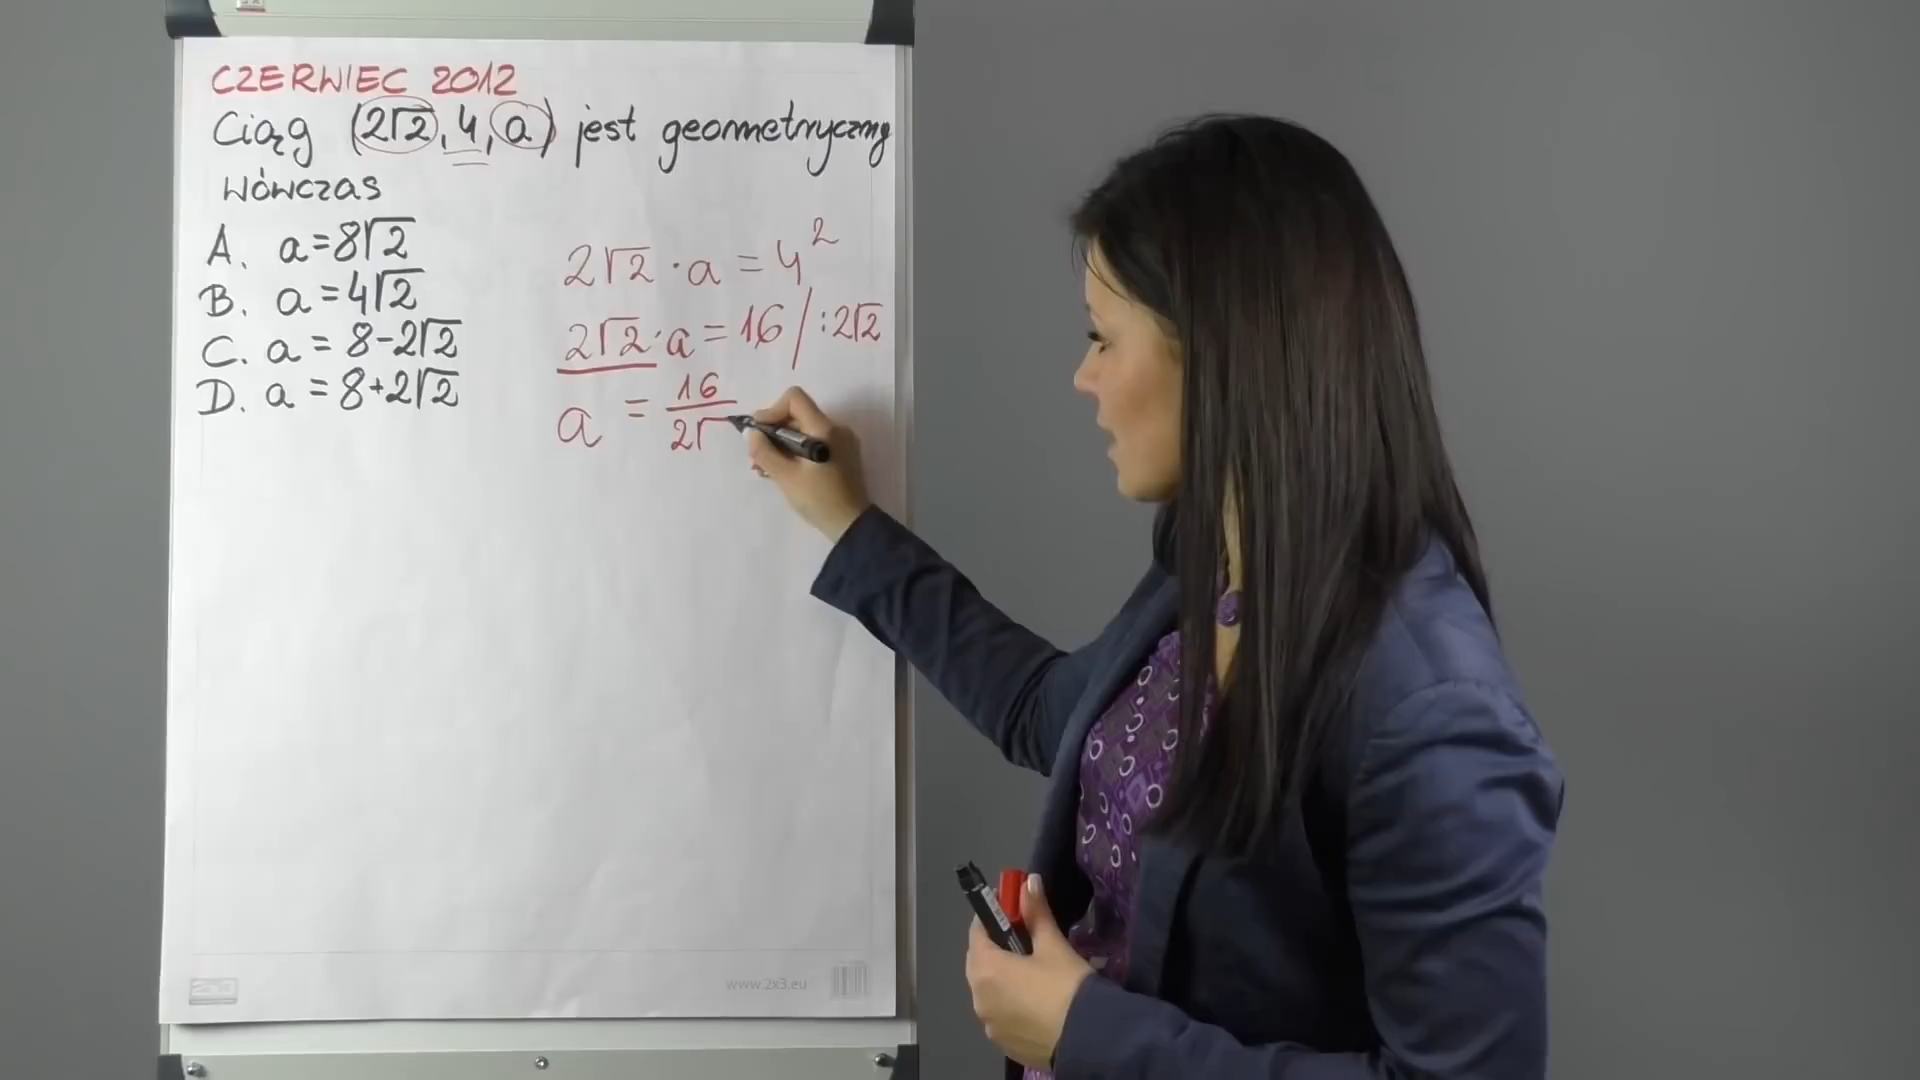 CZERWIEC 2012
Ciąg (2√2, 4, a) jest geometryczny
wówczas
A. a=8√2
B. a=4√2
C. a=8-2√2
D. a=8+2√2
2√2·a=4²
2√2·a=16/:2√2
a=16/2√
www.2x3.eu